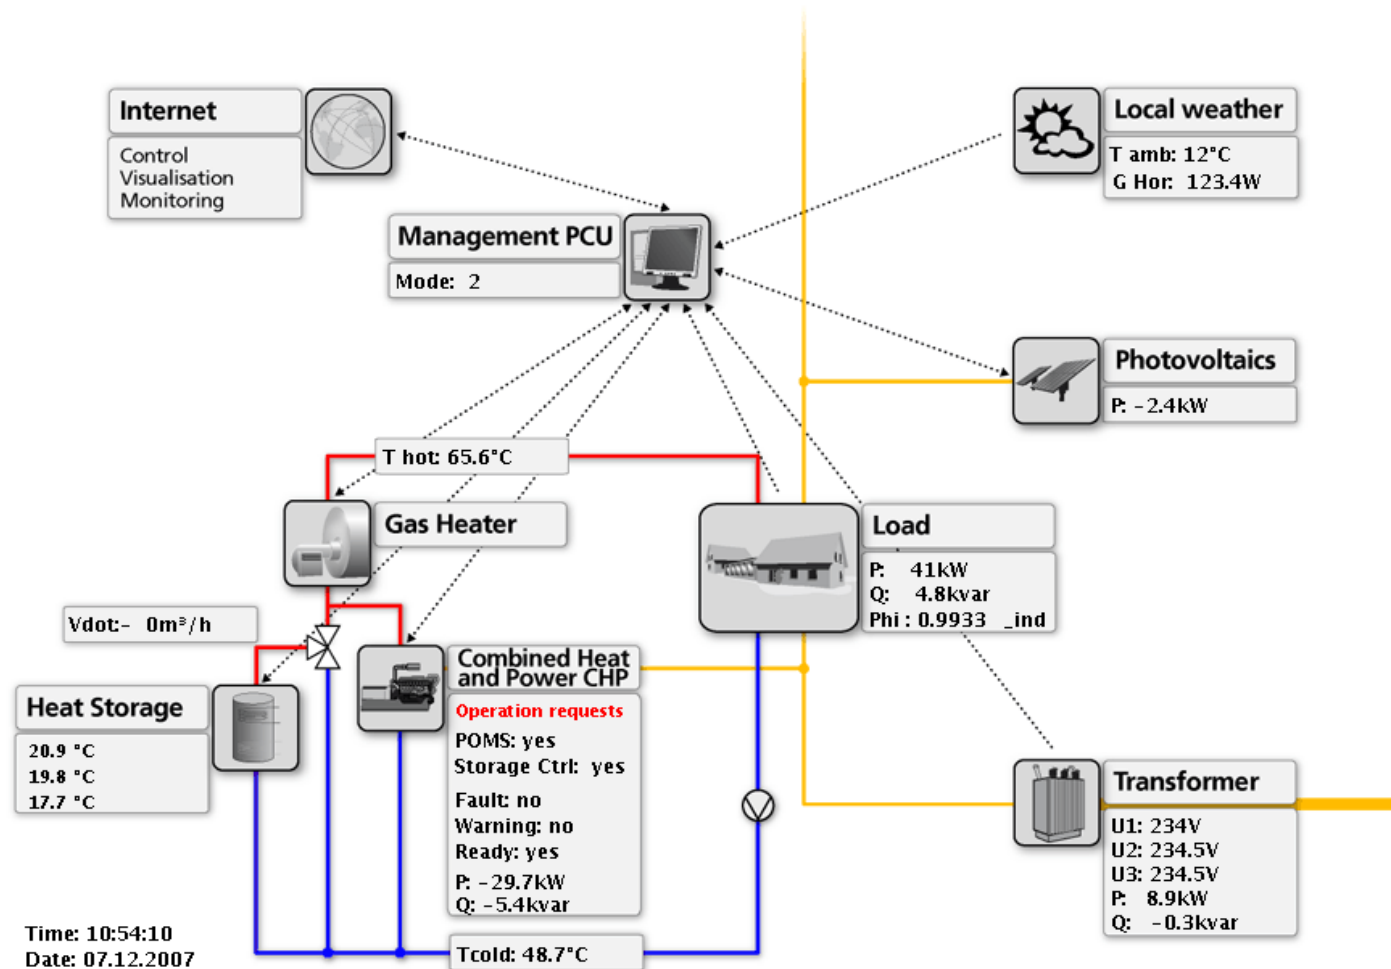 Internet
Control
Visualisation
Monitoring
Local weather
T amb: 12°C
G Hor: 123.4W
Management PCU
Mode: 2
Photovoltaics
P: -2.4kW
T hot: 65.6°C
Gas Heater
Load
P: 41kW
Q: 4.8kvar
Phi : 0.9933 _ind
Vdot:- 0m³/h
Combined Heat
and Power CHP
Operation requests
POMS: yes
Storage Ctrl: yes
Fault: no
Warning: no
Ready: yes
P: -29.7kW
Q: -5.4kvar
Heat Storage
20.9 °C
19.8 °C
17.7 °C
Transformer
U1: 234V
U2: 234.5V
U3: 234.5V
P: 8.9kW
Q: -0.3kvar
Time: 10:54:10
Date: 07.12.2007
Tcold: 48.7°C